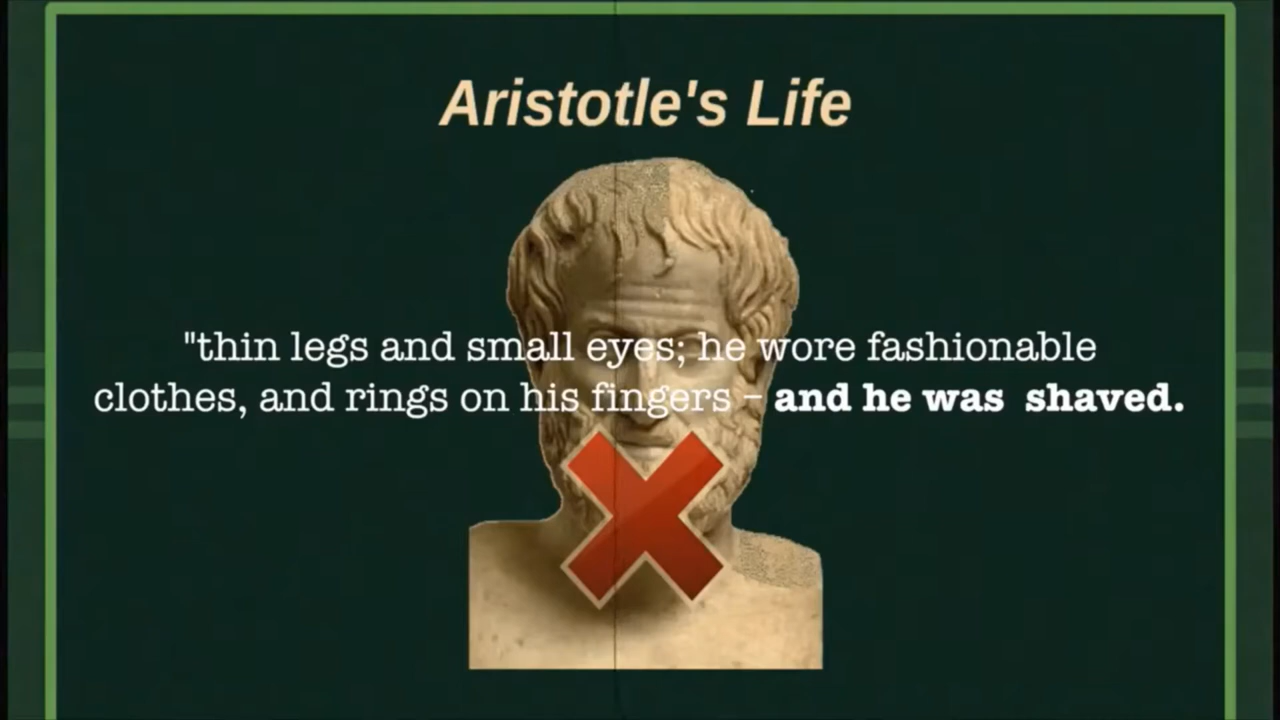 Aristotle's Life
"thin legs and small eyes; he wore fashionable
clothes, and rings on his fingers – and he was shaved.